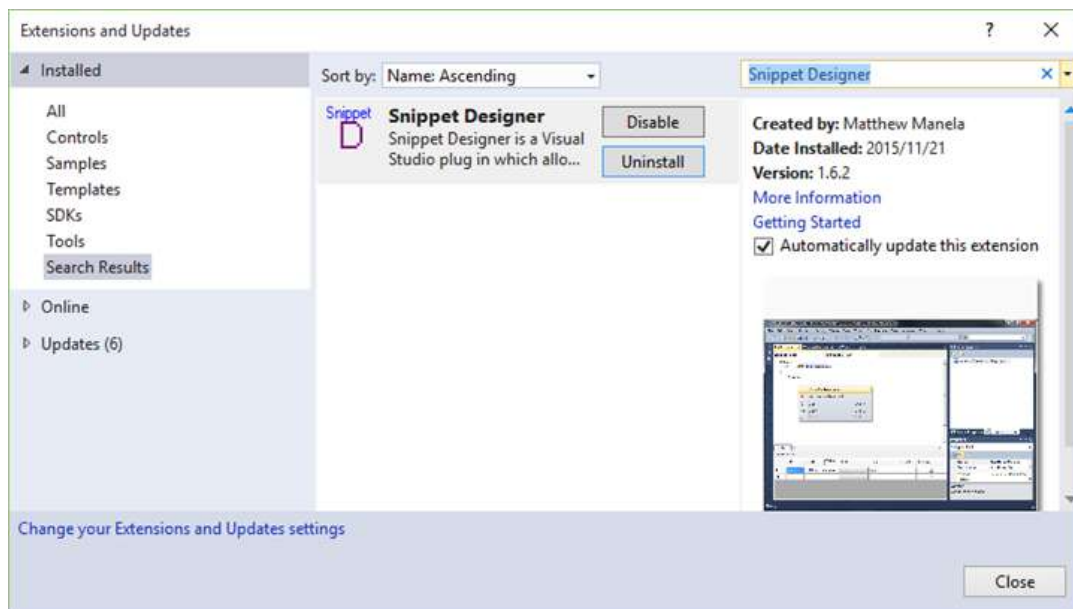 Extensions and Updates
Installed
All
Controls
Samples
Templates
SDKs
Tools
Search Results
Online
Updates (6)
Sort by: Name: Ascending
Snippet
D
Snippet Designer
Snippet Designer is a Visual
Studio plug in which allo...
Disable
Uninstall
Snippet Designer
Created by: Matthew Manela
Date Installed: 2015/11/21
Version: 1.6.2
More Information
Getting Started
Automatically update this extension
Change your Extensions and Updates settings
Close